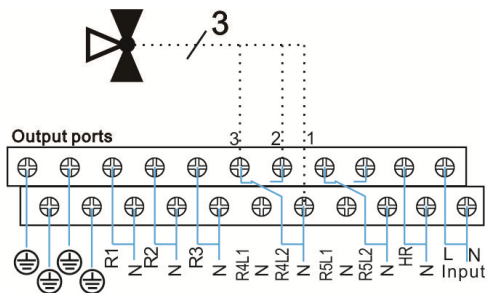 3
Output ports 3 2 1
R1 N R2 N R3 N R4L1 N R4L2 N R5L1 N R5L2 N HR N L N
Input